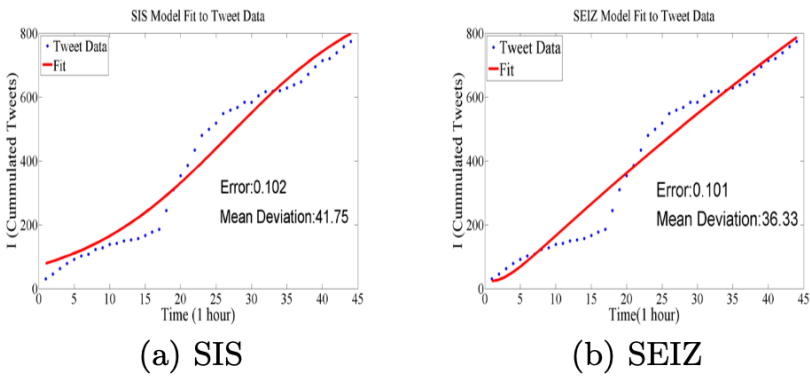 SIS Model Fit to Tweet Data
800
600
400
200
0
I (Cummulated Tweets)
Tweet Data
Fit
Error:0.102
Mean Deviation:41.75
0 5 10 15 20 25 30 35 40 45
Time (1 hour)
(a) SIS
SEIZ Model Fit to Tweet Data
800
600
400
200
0
I (Cummulated Tweets)
Tweet Data
Fit
Error:0.101
Mean Deviation:36.33
0 5 10 15 20 25 30 35 40 45
Time(1 hour)
(b) SEIZ